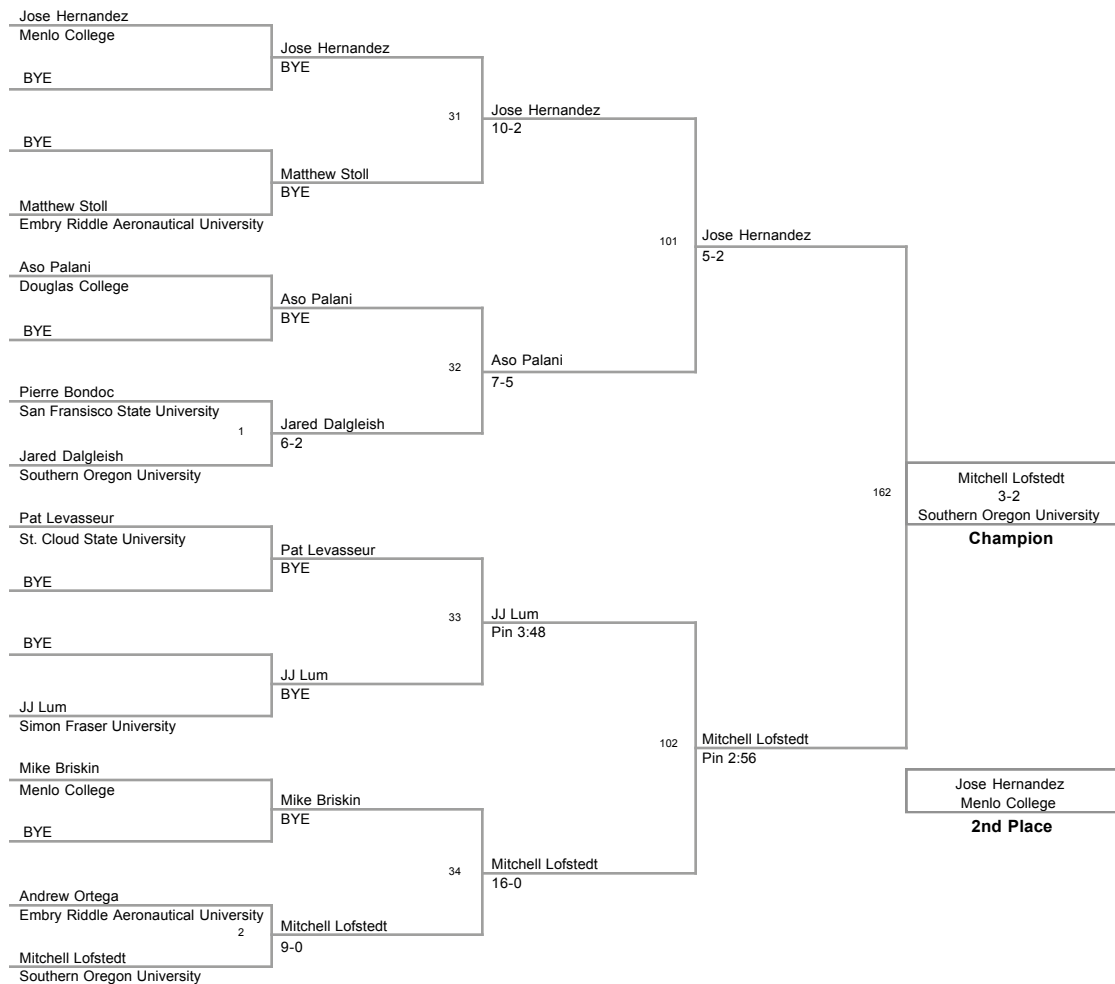 Jose Hernandez
Menlo College
BYE
BYE
Matthew Stoll
Embry Riddle Aeronautical University
Aso Palani
Douglas College
BYE
Pierre Bondoc
San Fransisco State University
1
Jared Dalgleish
Southern Oregon University
Pat Levasseur
St. Cloud State University
BYE
BYE
JJ Lum
Simon Fraser University
Mike Briskin
Menlo College
BYE
Andrew Ortega
Embry Riddle Aeronautical University
2
Mitchell Lofstedt
Southern Oregon University
Jose Hernandez
BYE
31
Matthew Stoll
BYE
Aso Palani
BYE
32
Jared Dalgleish
6-2
Pat Levasseur
BYE
33
JJ Lum
BYE
Mike Briskin
BYE
34
Mitchell Lofstedt
9-0
Jose Hernandez
10-2
101
Aso Palani
7-5
JJ Lum
Pin 3:48
102
Mitchell Lofstedt
16-0
Jose Hernandez
5-2
162
Mitchell Lofstedt
Pin 2:56
Mitchell Lofstedt
3-2
Southern Oregon University
Champion
Jose Hernandez
Menlo College
2nd Place